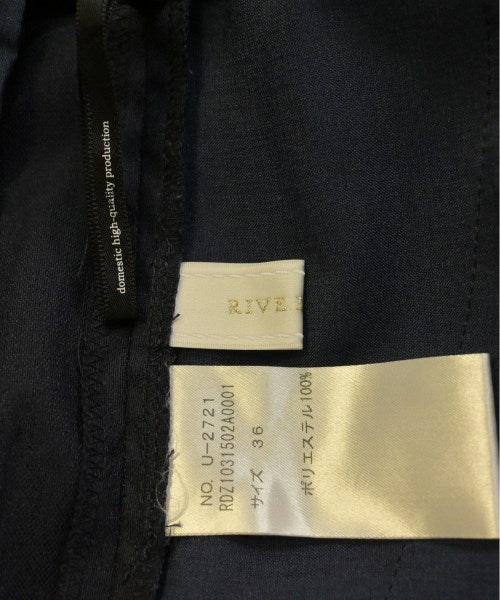 domestic high-quality production
RIVE
NO. U-2721
RDZ1031502A0001
サイズ 36
ポリエステル100%